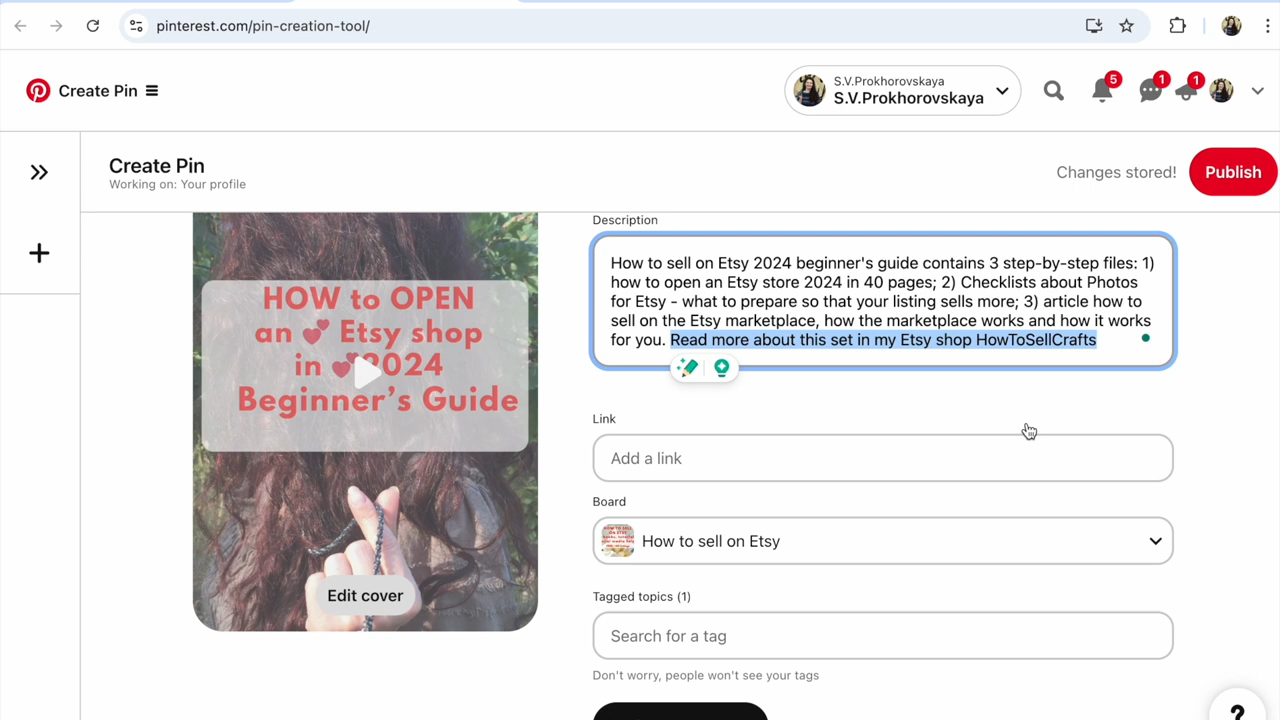 pinterest.com/pin-creation-tool/
Create Pin
S.V.Prokhorovskaya
S.V.Prokhorovskaya
5
1
1
Create Pin
Working on: Your profile
Changes stored!
Publish
HOW to OPEN
an 💕 Etsy shop
in 💕2024
Beginner's Guide
Edit cover
Description
How to sell on Etsy 2024 beginner's guide contains 3 step-by-step files: 1)
how to open an Etsy store 2024 in 40 pages; 2) Checklists about Photos
for Etsy - what to prepare so that your listing sells more; 3) article how to
sell on the Etsy marketplace, how the marketplace works and how it works
for you. Read more about this set in my Etsy shop HowToSellCrafts
Link
Add a link
Board
How to sell on Etsy
Tagged topics (1)
Search for a tag
Don't worry, people won't see your tags
?